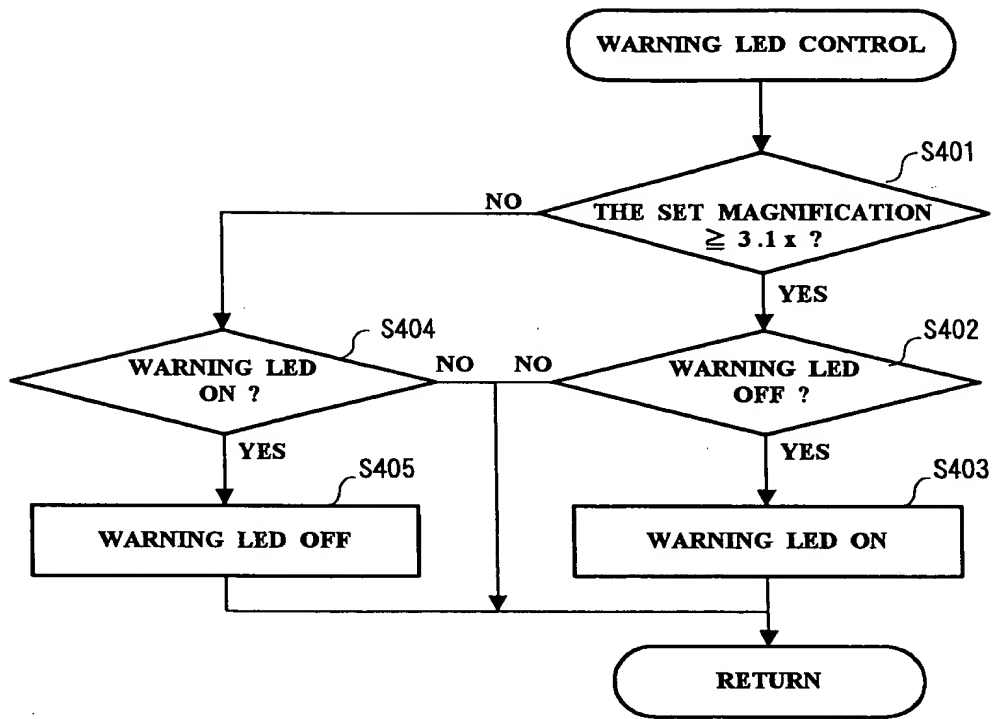 WARNING LED CONTROL
S401
NO
THE SET MAGNIFICATION
≧ 3.1x ?
YES
S404
WARNING LED
ON ?
NO
NO
S402
WARNING LED
OFF ?
YES
YES
S405
WARNING LED OFF
S403
WARNING LED ON
RETURN